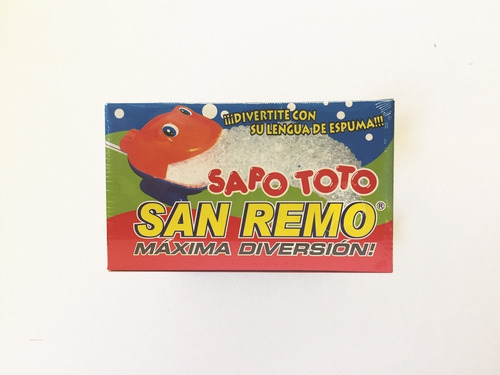 ¡¡¡DIVERTITE CON
SU LENGUA DE ESPUMA!!!
SAPO TOTO
SAN REMO®
MÁXIMA DIVERSIÓN!